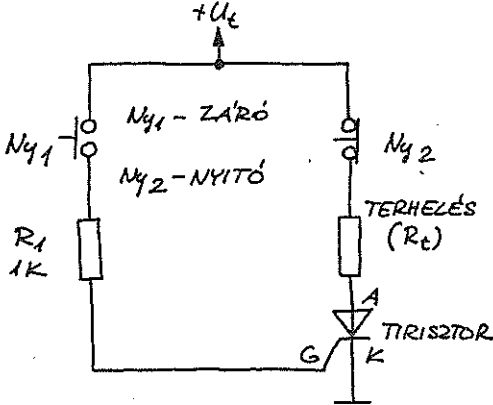 +Ut
Ny1 - ZÁRÓ
Ny1
Ny2
Ny2 - NYITÓ
TERHELÉS
(Rt)
R1
1K
A
TIRISZTOR
G
K